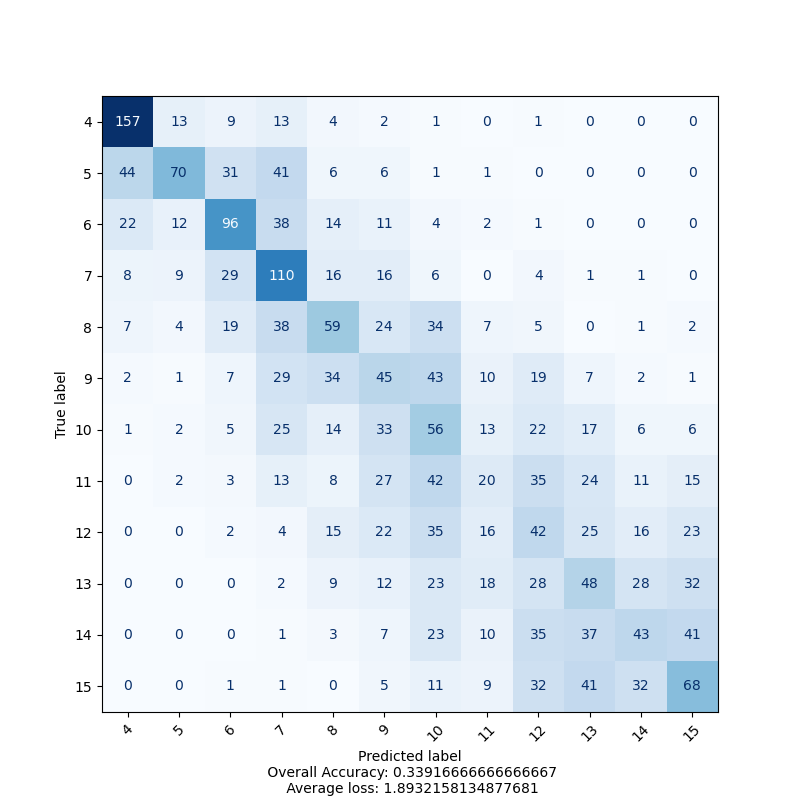 True label
4 157 13 9 13 4 2 1 0 1 0 0 0
5 44 70 31 41 6 6 1 1 0 0 0 0
6 22 12 96 38 14 11 4 2 1 0 0 0
7 8 9 29 110 16 16 6 0 4 1 1 0
8 7 4 19 38 59 24 34 7 5 0 1 2
9 2 1 7 29 34 45 43 10 19 7 2 1
10 1 2 5 25 14 33 56 13 22 17 6 6
11 0 2 3 13 8 27 42 20 35 24 11 15
12 0 0 2 4 15 22 35 16 42 25 16 23
13 0 0 0 2 9 12 23 18 28 48 28 32
14 0 0 0 1 3 7 23 10 35 37 43 41
15 0 0 1 1 0 5 11 9 32 41 32 68
4 5 6 7 8 9 10 11 12 13 14 15
Predicted label
Overall Accuracy: 0.33916666666666667
Average loss: 1.8932158134877681